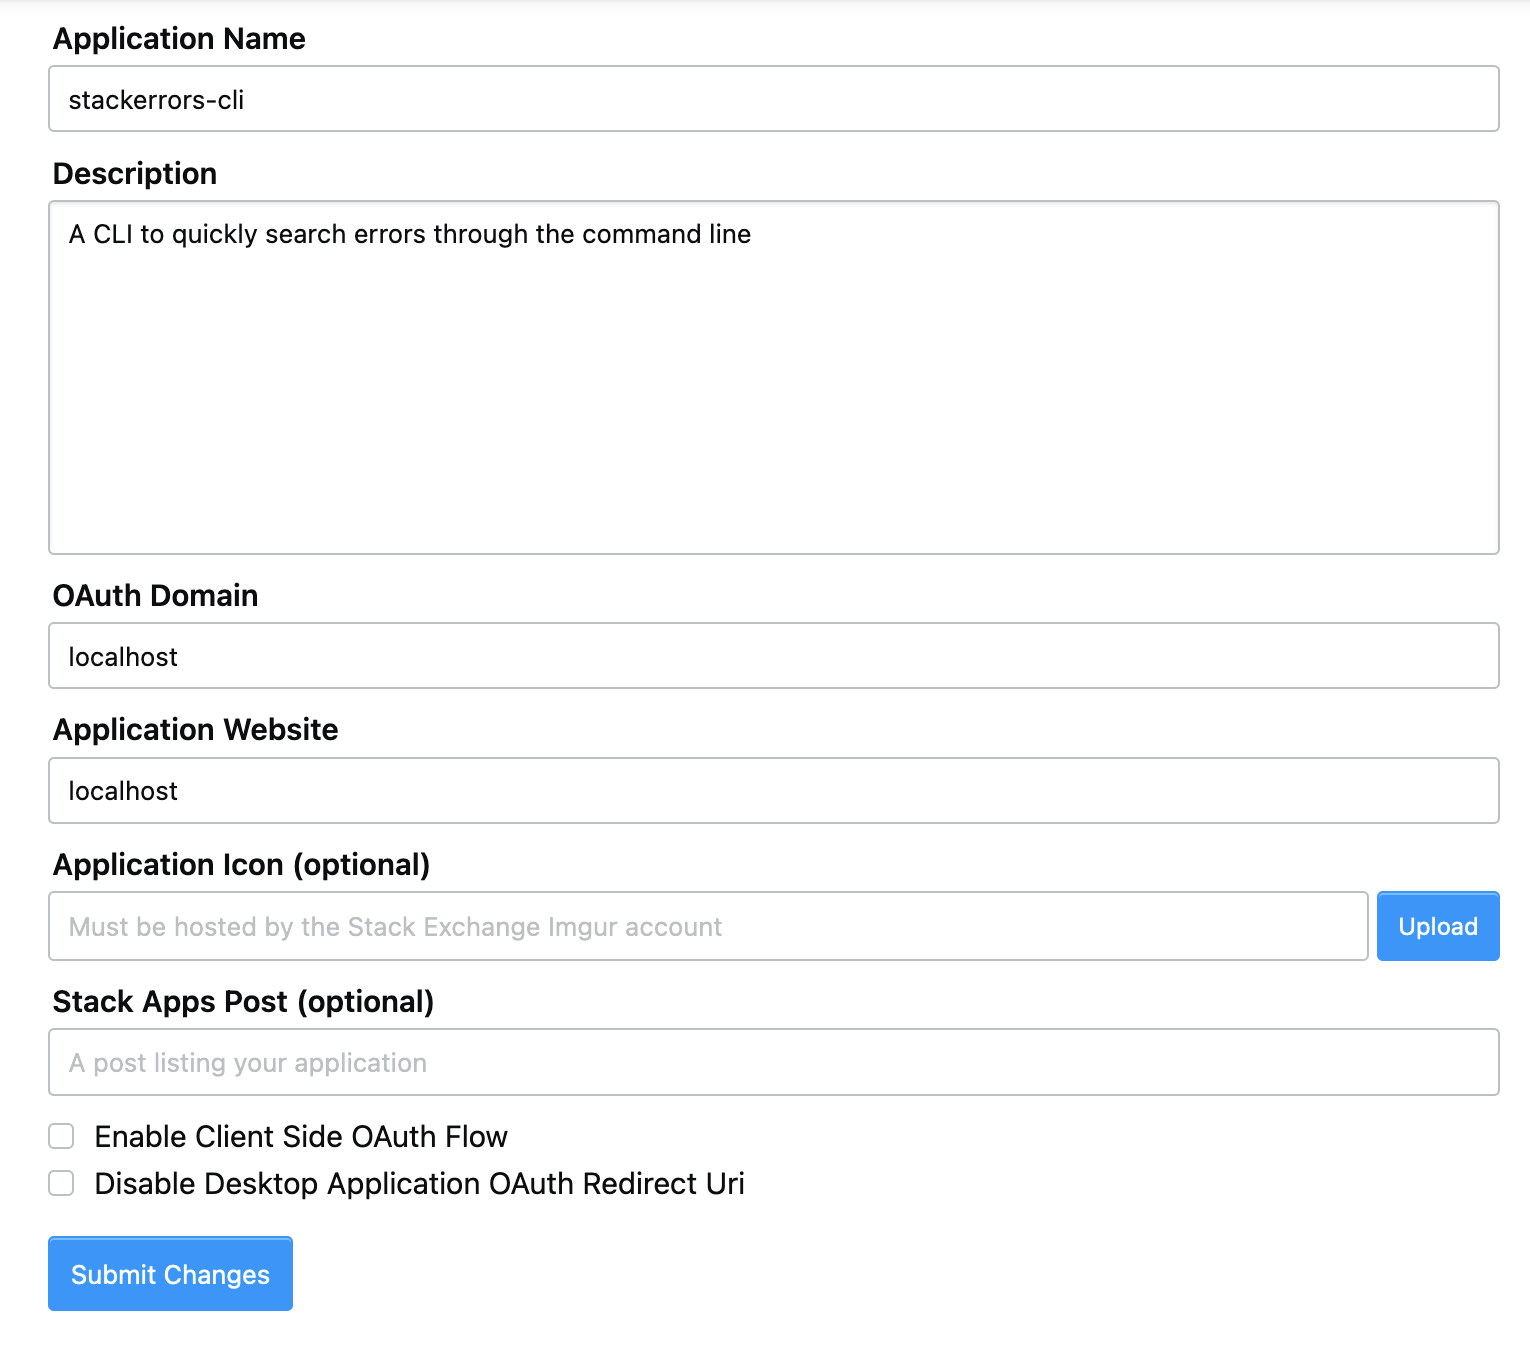 Application Name
stackerrors-cli
Description
A CLI to quickly search errors through the command line
OAuth Domain
localhost
Application Website
localhost
Application Icon (optional)
Must be hosted by the Stack Exchange Imgur account
Upload
Stack Apps Post (optional)
A post listing your application
Enable Client Side OAuth Flow
Disable Desktop Application OAuth Redirect Uri
Submit Changes